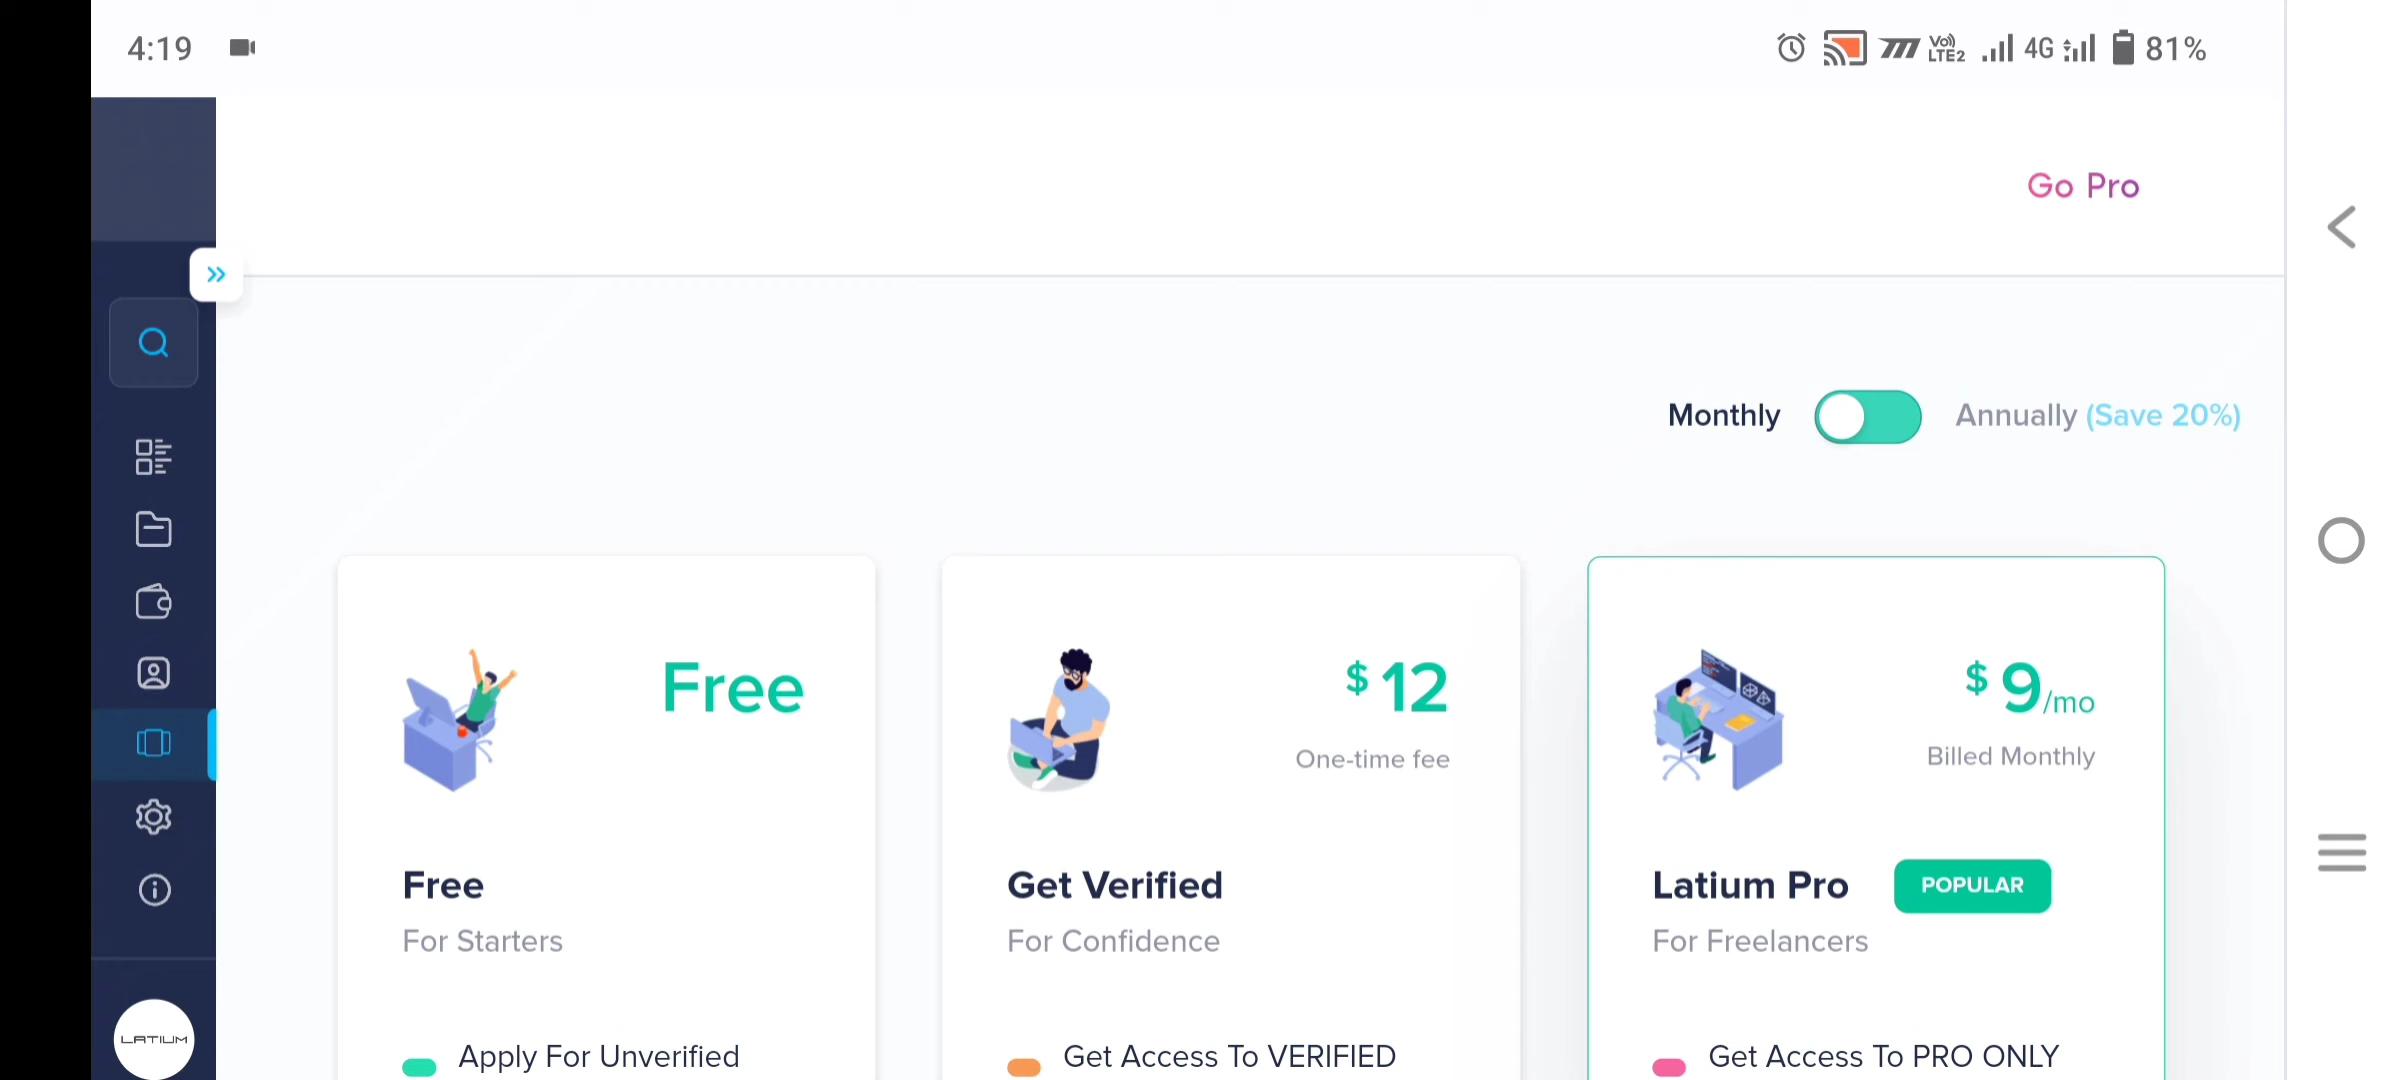 4:19
Vo)) LTE2 4G 81%
Go Pro
Monthly Annually (Save 20%)
Free
$ 12
One-time fee
$ 9/mo
Billed Monthly
Free
For Starters
Get Verified
For Confidence
Latium Pro POPULAR
For Freelancers
Apply For Unverified
Get Access To VERIFIED
Get Access To PRO ONLY
LATIUM